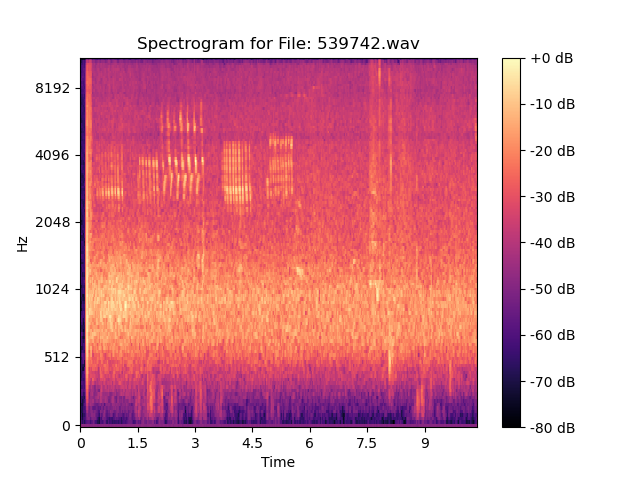 Spectrogram for File: 539742.wav
Hz
8192
4096
2048
1024
512
0
0 1.5 3 4.5 6 7.5 9
Time
+0 dB
-10 dB
-20 dB
-30 dB
-40 dB
-50 dB
-60 dB
-70 dB
-80 dB